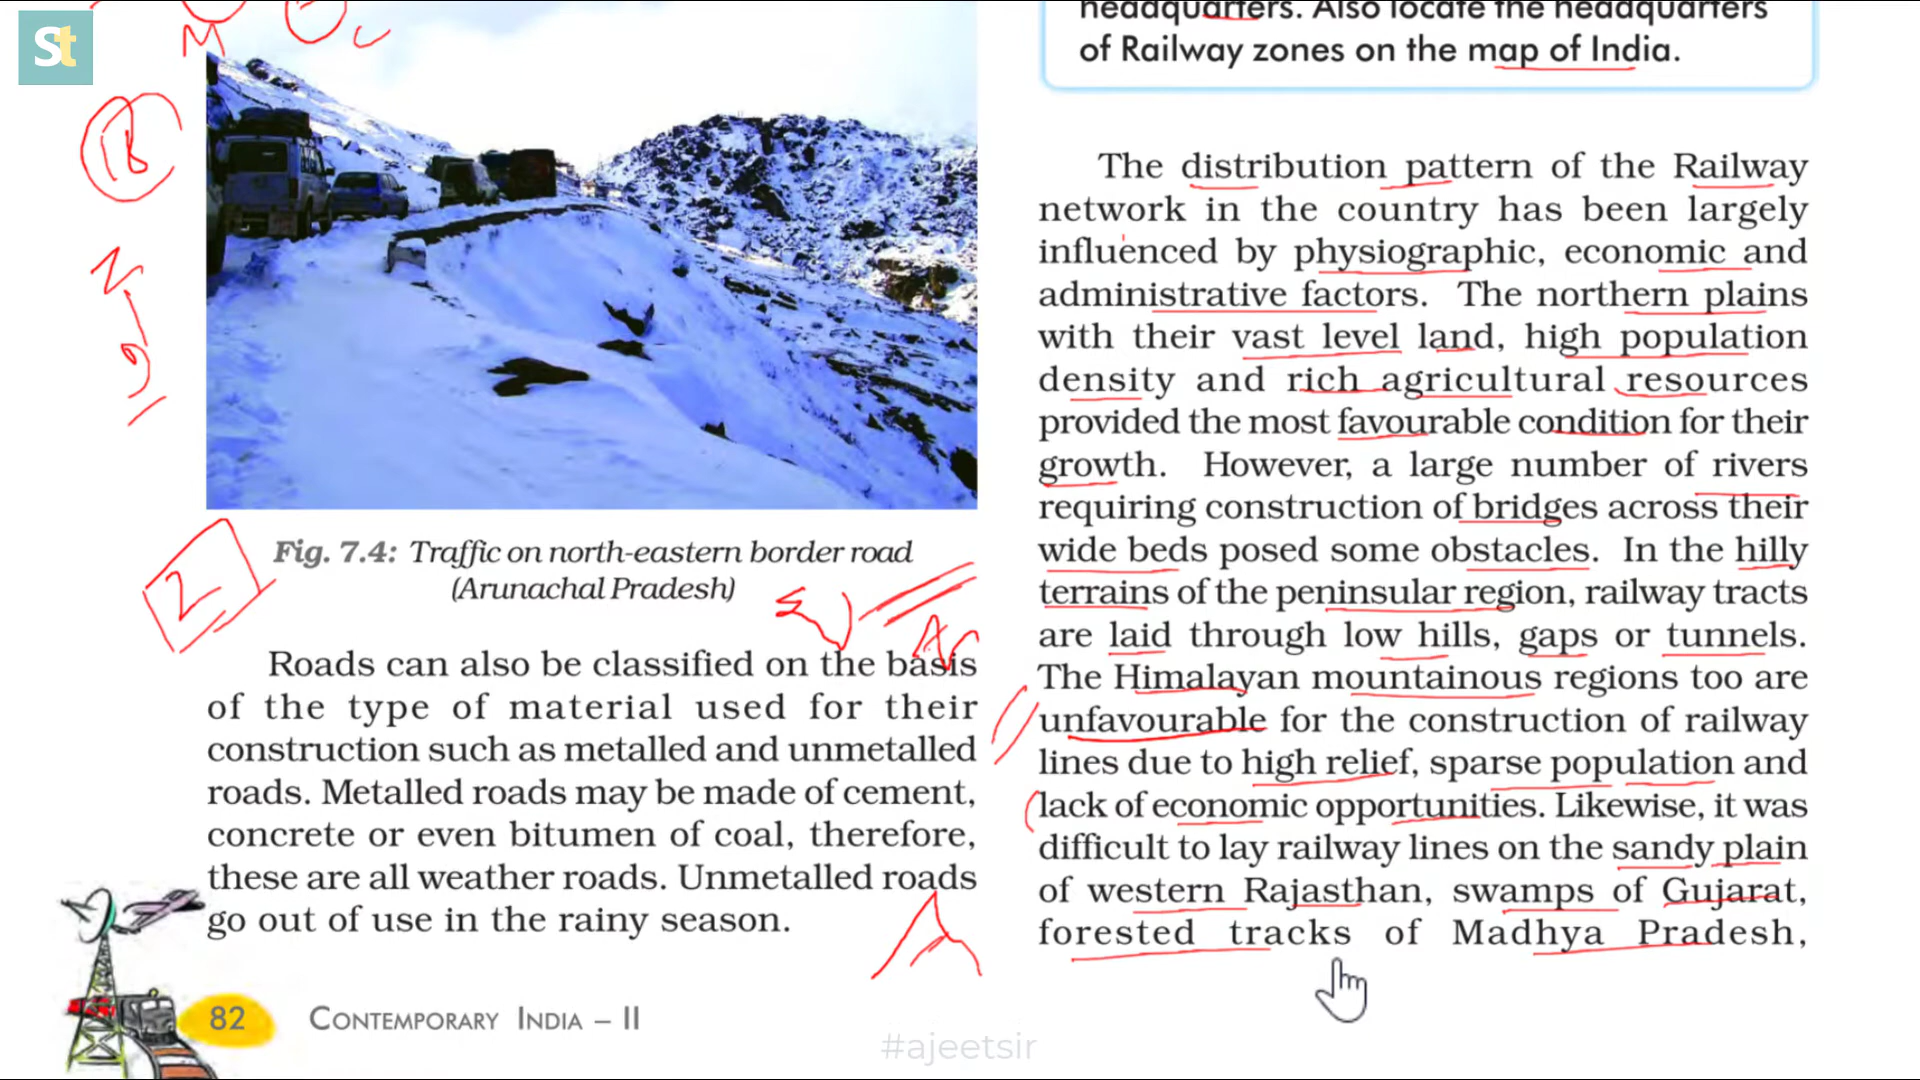 St
M
C
18
N
9
2
Fig. 7.4: Traffic on north-eastern border road
(Arunachal Pradesh)
Roads can also be classified on the basis
of the type of material used for their
construction such as metalled and unmetalled
roads. Metalled roads may be made of cement,
concrete or even bitumen of coal, therefore,
these are all weather roads. Unmetalled roads
go out of use in the rainy season.
82
CONTEMPORARY INDIA – II
headquarters. Also locate the headquarters
of Railway zones on the map of India.
The distribution pattern of the Railway
network in the country has been largely
influenced by physiographic, economic and
administrative factors. The northern plains
with their vast level land, high population
density and rich agricultural resources
provided the most favourable condition for their
growth. However, a large number of rivers
requiring construction of bridges across their
wide beds posed some obstacles. In the hilly
terrains of the peninsular region, railway tracts
are laid through low hills, gaps or tunnels.
The Himalayan mountainous regions too are
unfavourable for the construction of railway
lines due to high relief, sparse population and
lack of economic opportunities. Likewise, it was
difficult to lay railway lines on the sandy plain
of western Rajasthan, swamps of Gujarat,
forested tracks of Madhya Pradesh,
#ajeetsir